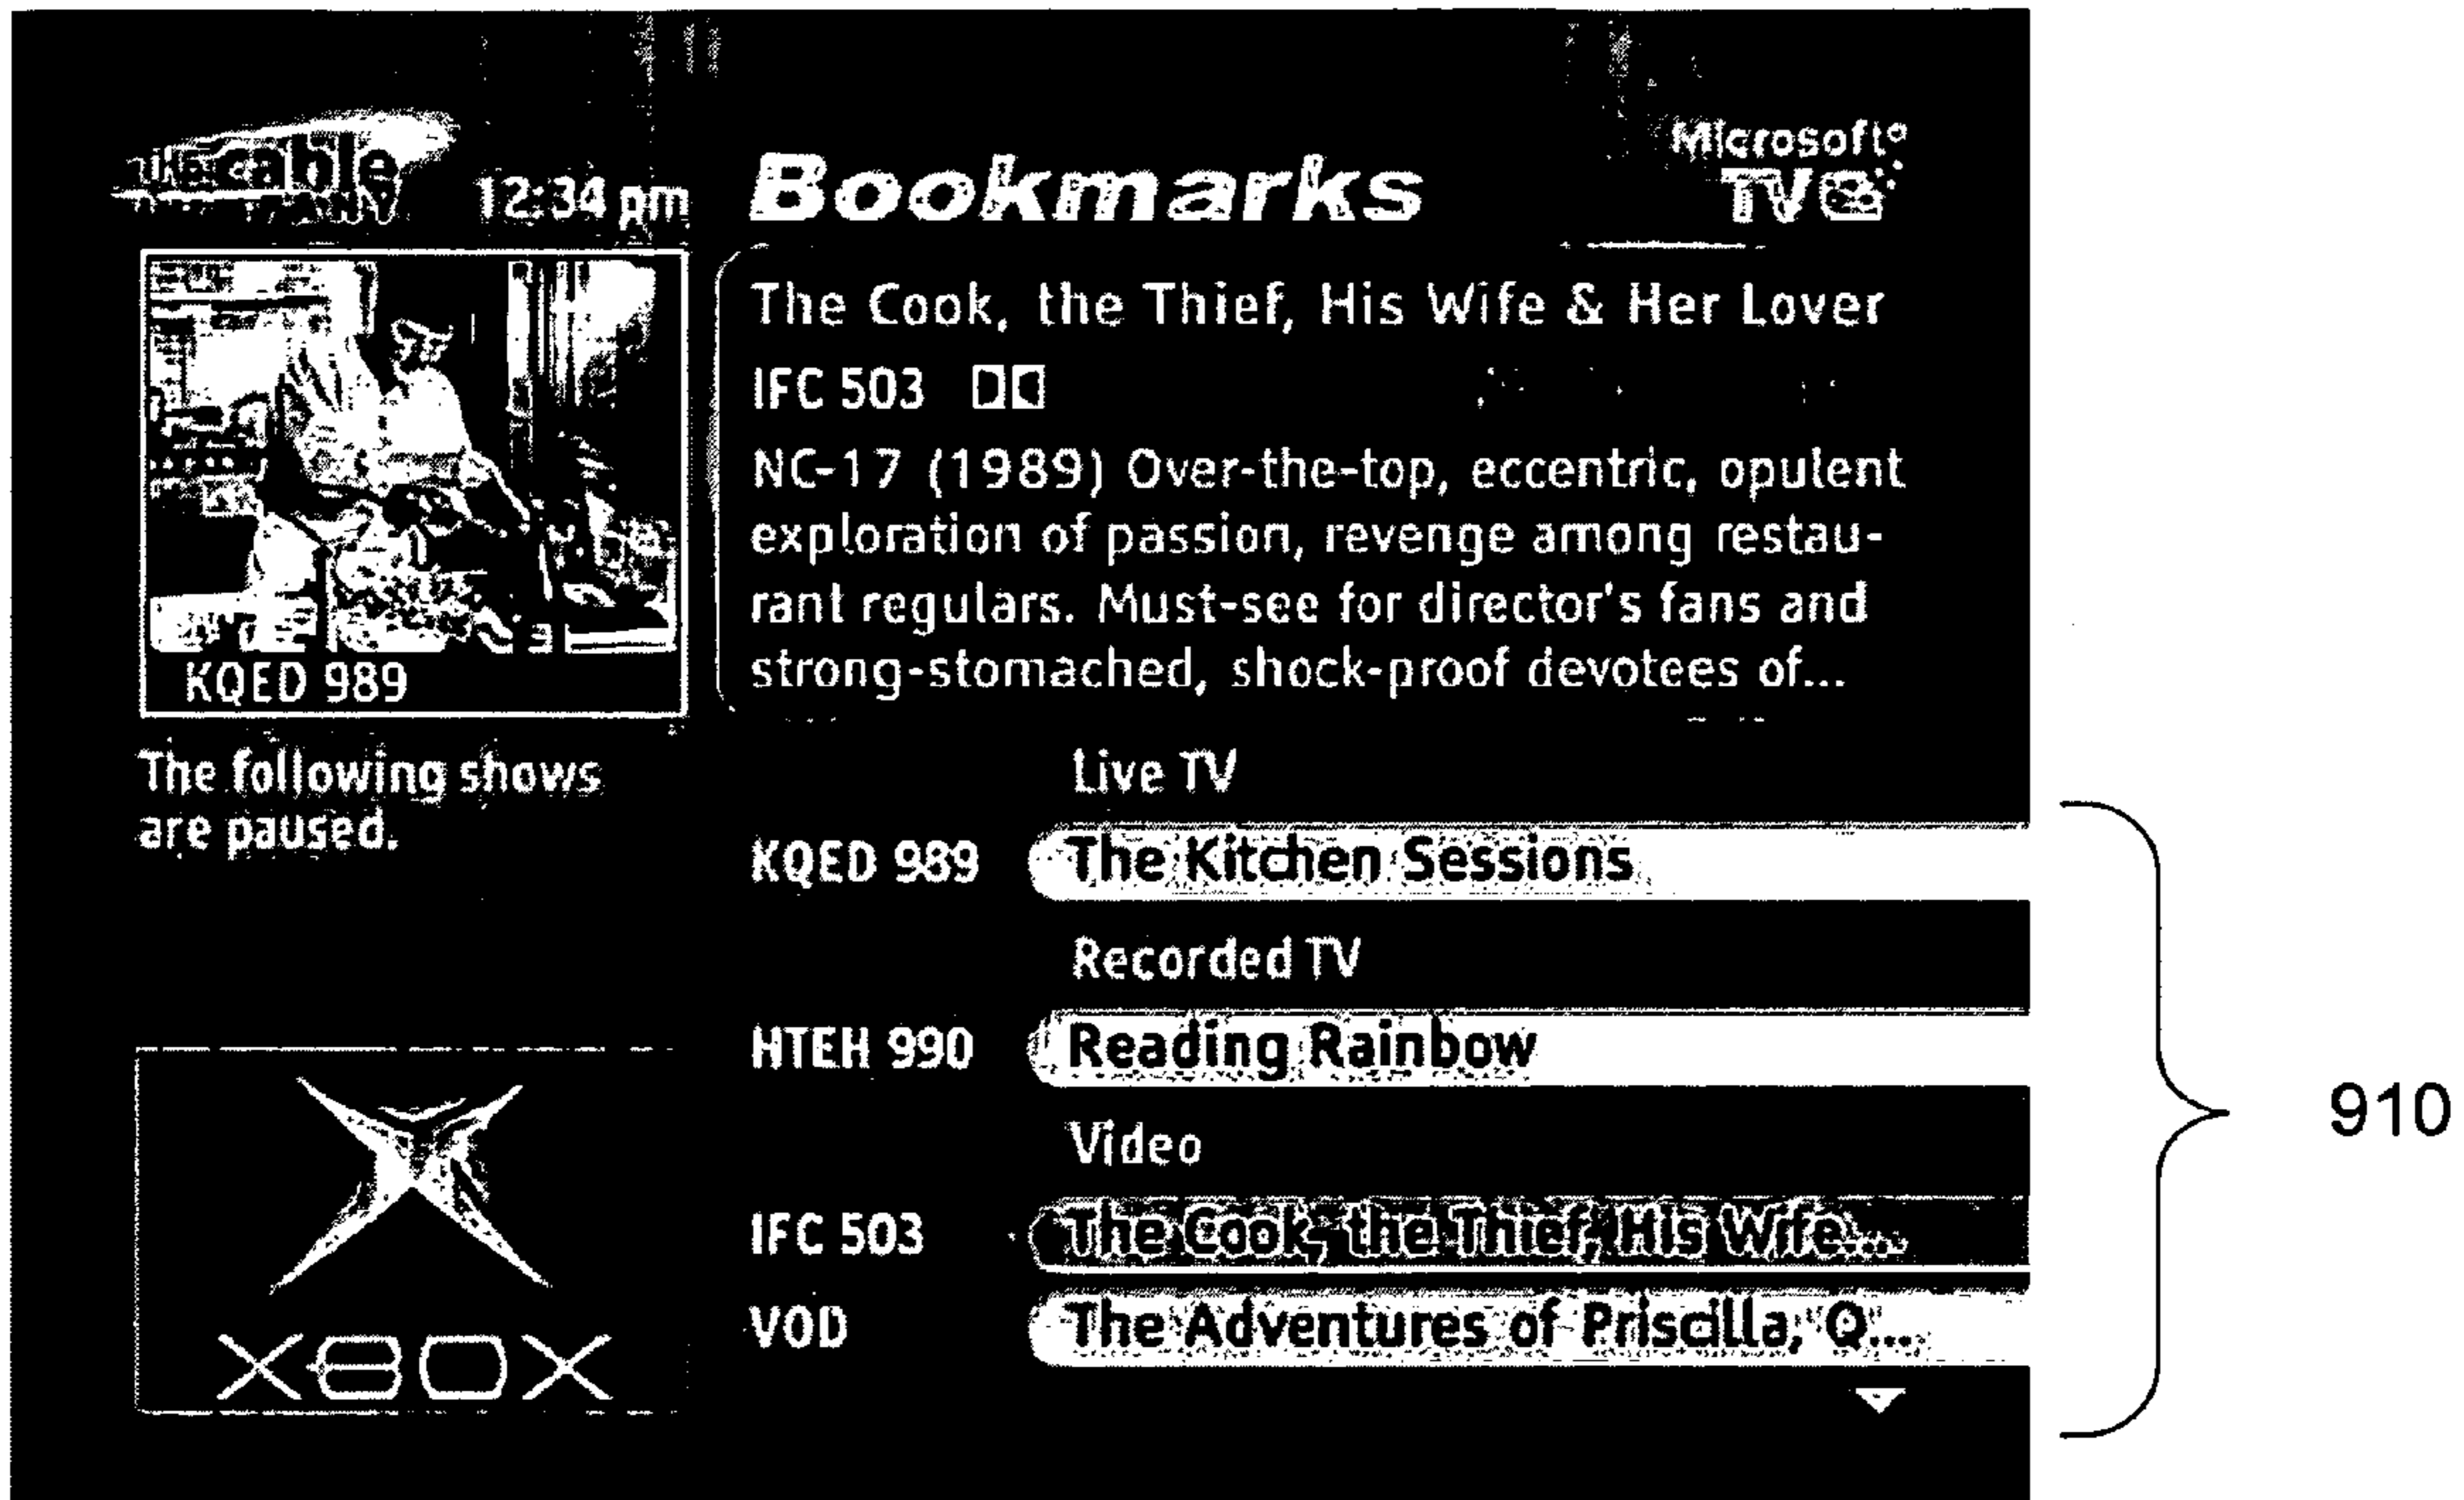 the cable
COMPANY
12:34 pm
Bookmarks
Microsoft®
TV
The Cook, the Thief, His Wife & Her Lover
IFC 503
NC-17 (1989) Over-the-top, eccentric, opulent
exploration of passion, revenge among restau-
rant regulars. Must-see for director's fans and
strong-stomached, shock-proof devotees of...
KQED 989
The following shows
are paused.
Live TV
KQED 989 The Kitchen Sessions
Recorded TV
HTEH 990 Reading Rainbow
Video
IFC 503 The Cook, the Thief, His Wife...
VOD The Adventures of Priscilla, Q...
XBOX
910